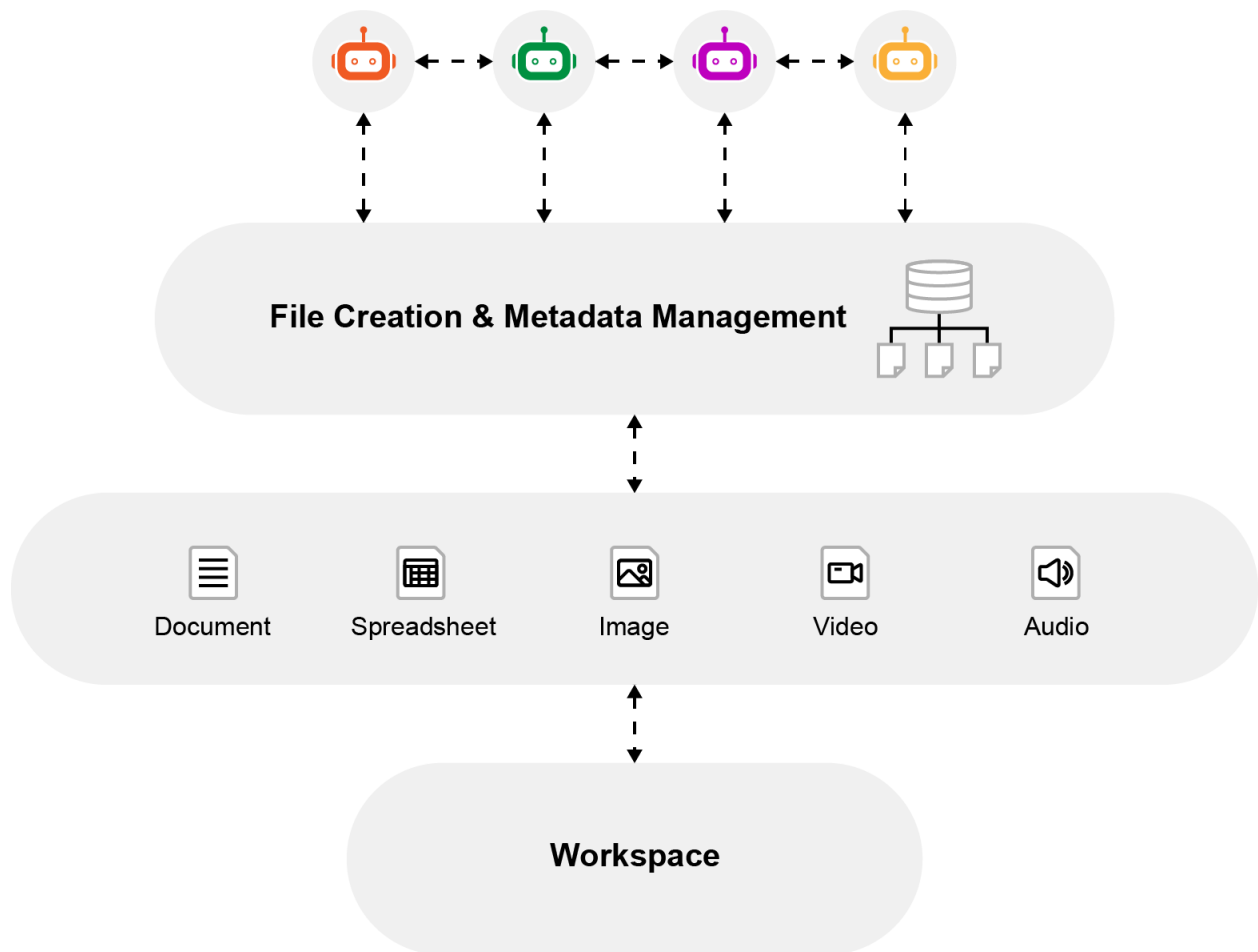 File Creation & Metadata Management
Document
Spreadsheet
Image
Video
Audio
Workspace